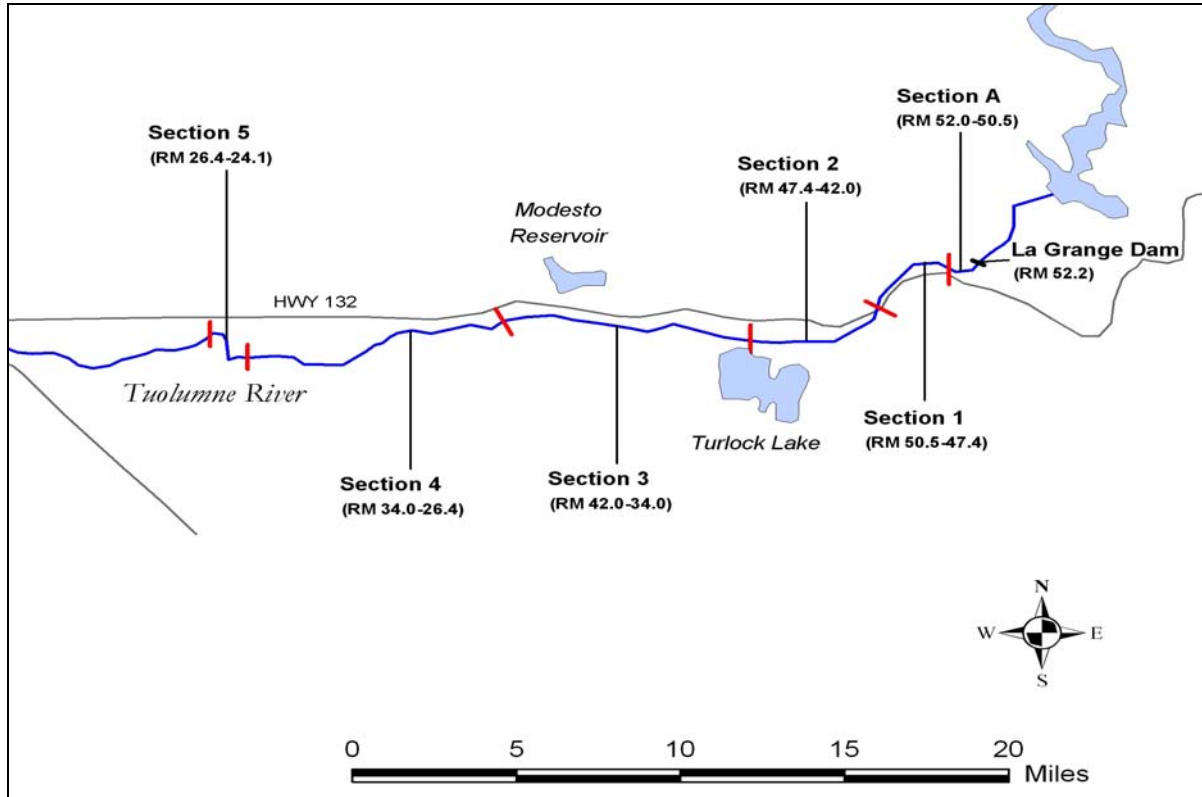 Section A
(RM 52.0-50.5)
Section 5
(RM 26.4-24.1)
Section 2
(RM 47.4-42.0)
Modesto
Reservoir
La Grange Dam
(RM 52.2)
HWY 132
Tuolumne River
Section 1
(RM 50.5-47.4)
Turlock Lake
Section 4
(RM 34.0-26.4)
Section 3
(RM 42.0-34.0)
N
W
E
S
0 5 10 15 20
Miles